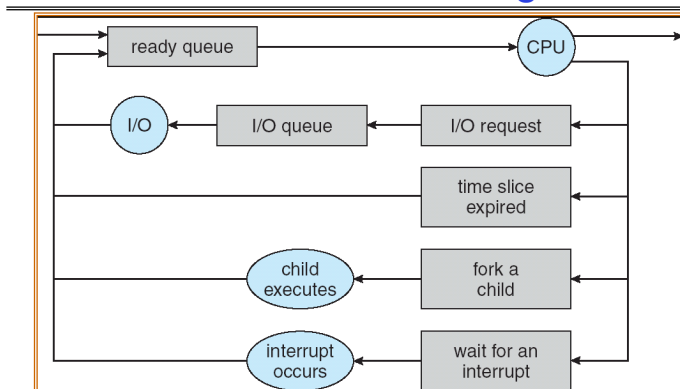 ready queue
CPU
I/O
I/O queue
I/O request
time slice
expired
child
executes
fork a
child
interrupt
occurs
wait for an
interrupt